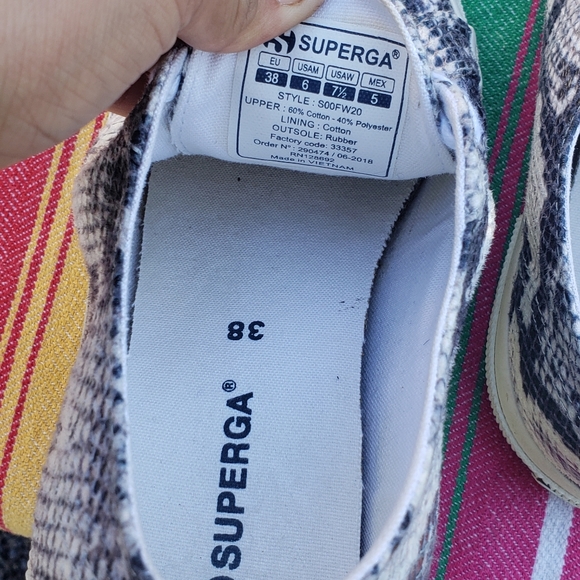 SUPERGA®
EU USAM USAW MEX
38 6 7½ 5
STYLE : S00FW20
UPPER : 60% Cotton - 40% Polyester
LINING : Cotton
OUTSOLE: Rubber
Factory code: 33357
Order N° : 290474 / 06-2018
RN128692
Made in VIETNAM
38
SUPERGA®